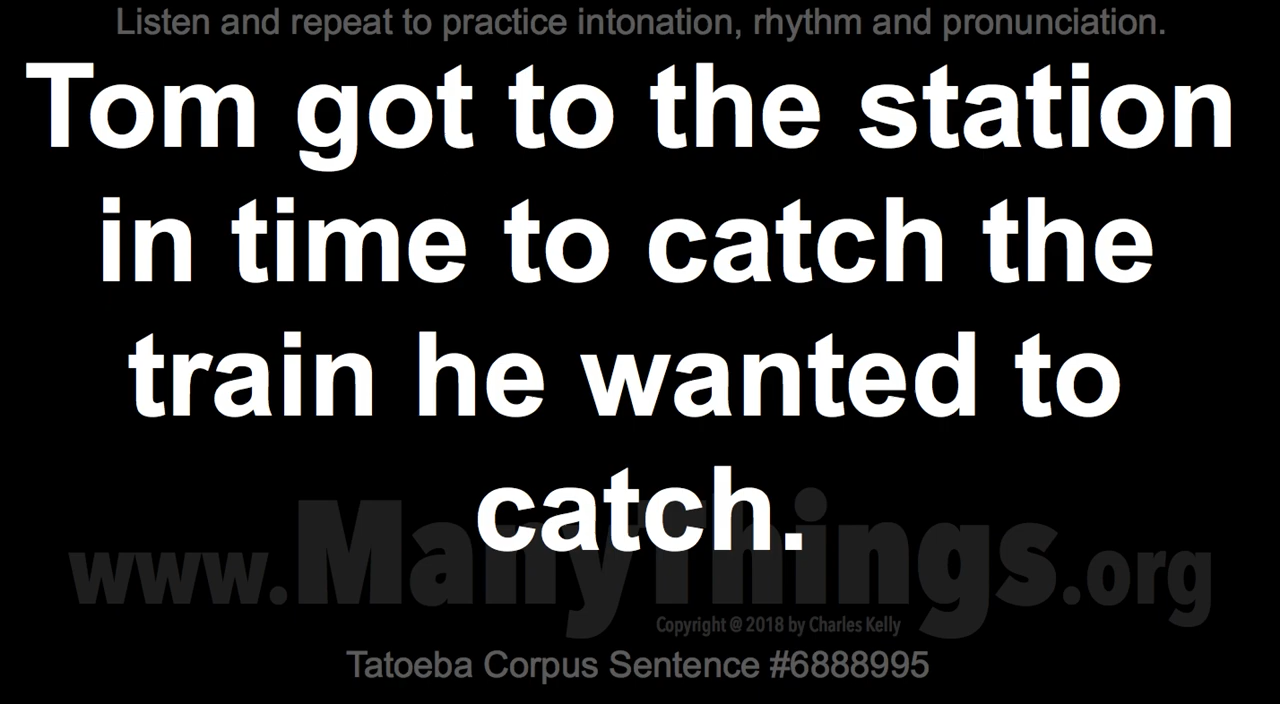 Listen and repeat to practice intonation, rhythm and pronunciation.
Tom got to the station
in time to catch the
train he wanted to
catch.
www.ManyThings.org
Copyright @ 2018 by Charles Kelly
Tatoeba Corpus Sentence #6888995